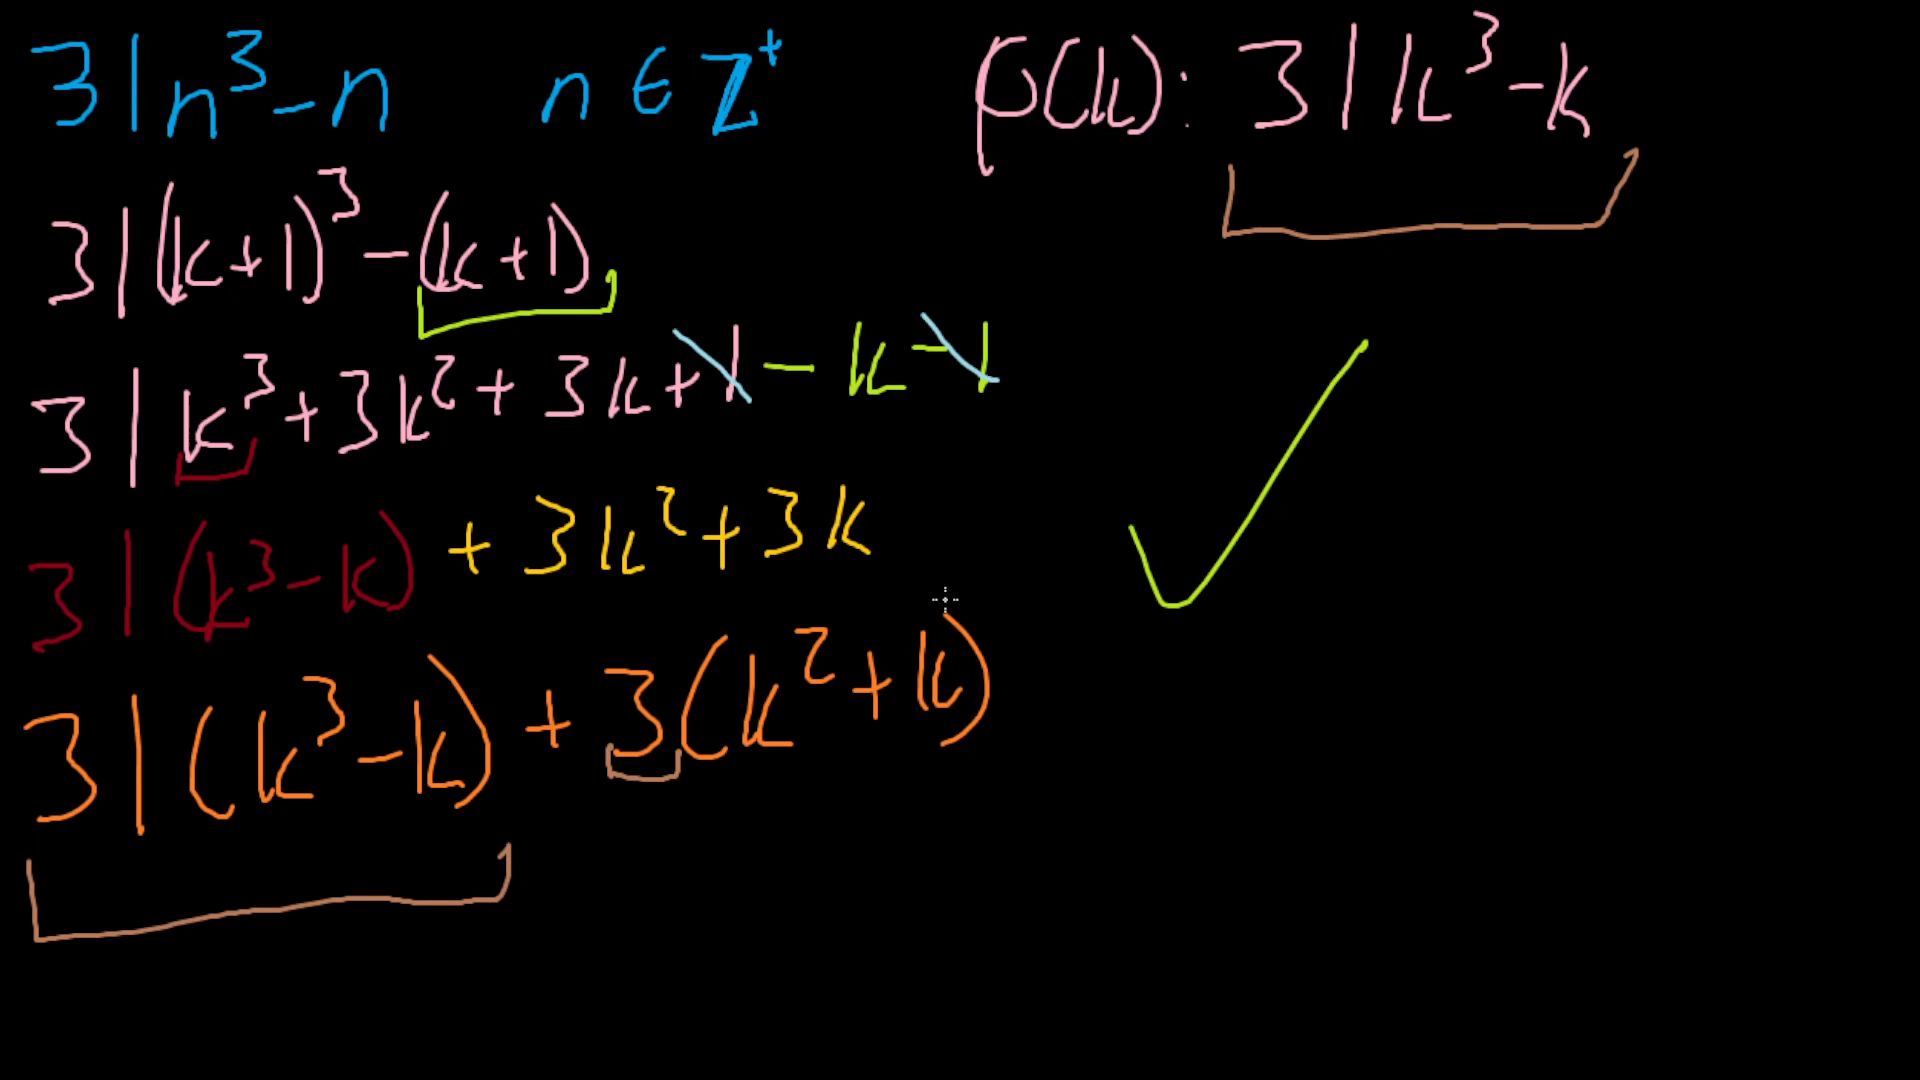 3 | n³ - n    n ∈ Z⁺    p(k): 3 | k³ - k
3 | (k+1)³ - (k+1)
3 | k³ + 3k² + 3k + 1 - k - 1
3 | (k³ - k) + 3k² + 3k
3 | (k³ - k) + 3(k² + k)